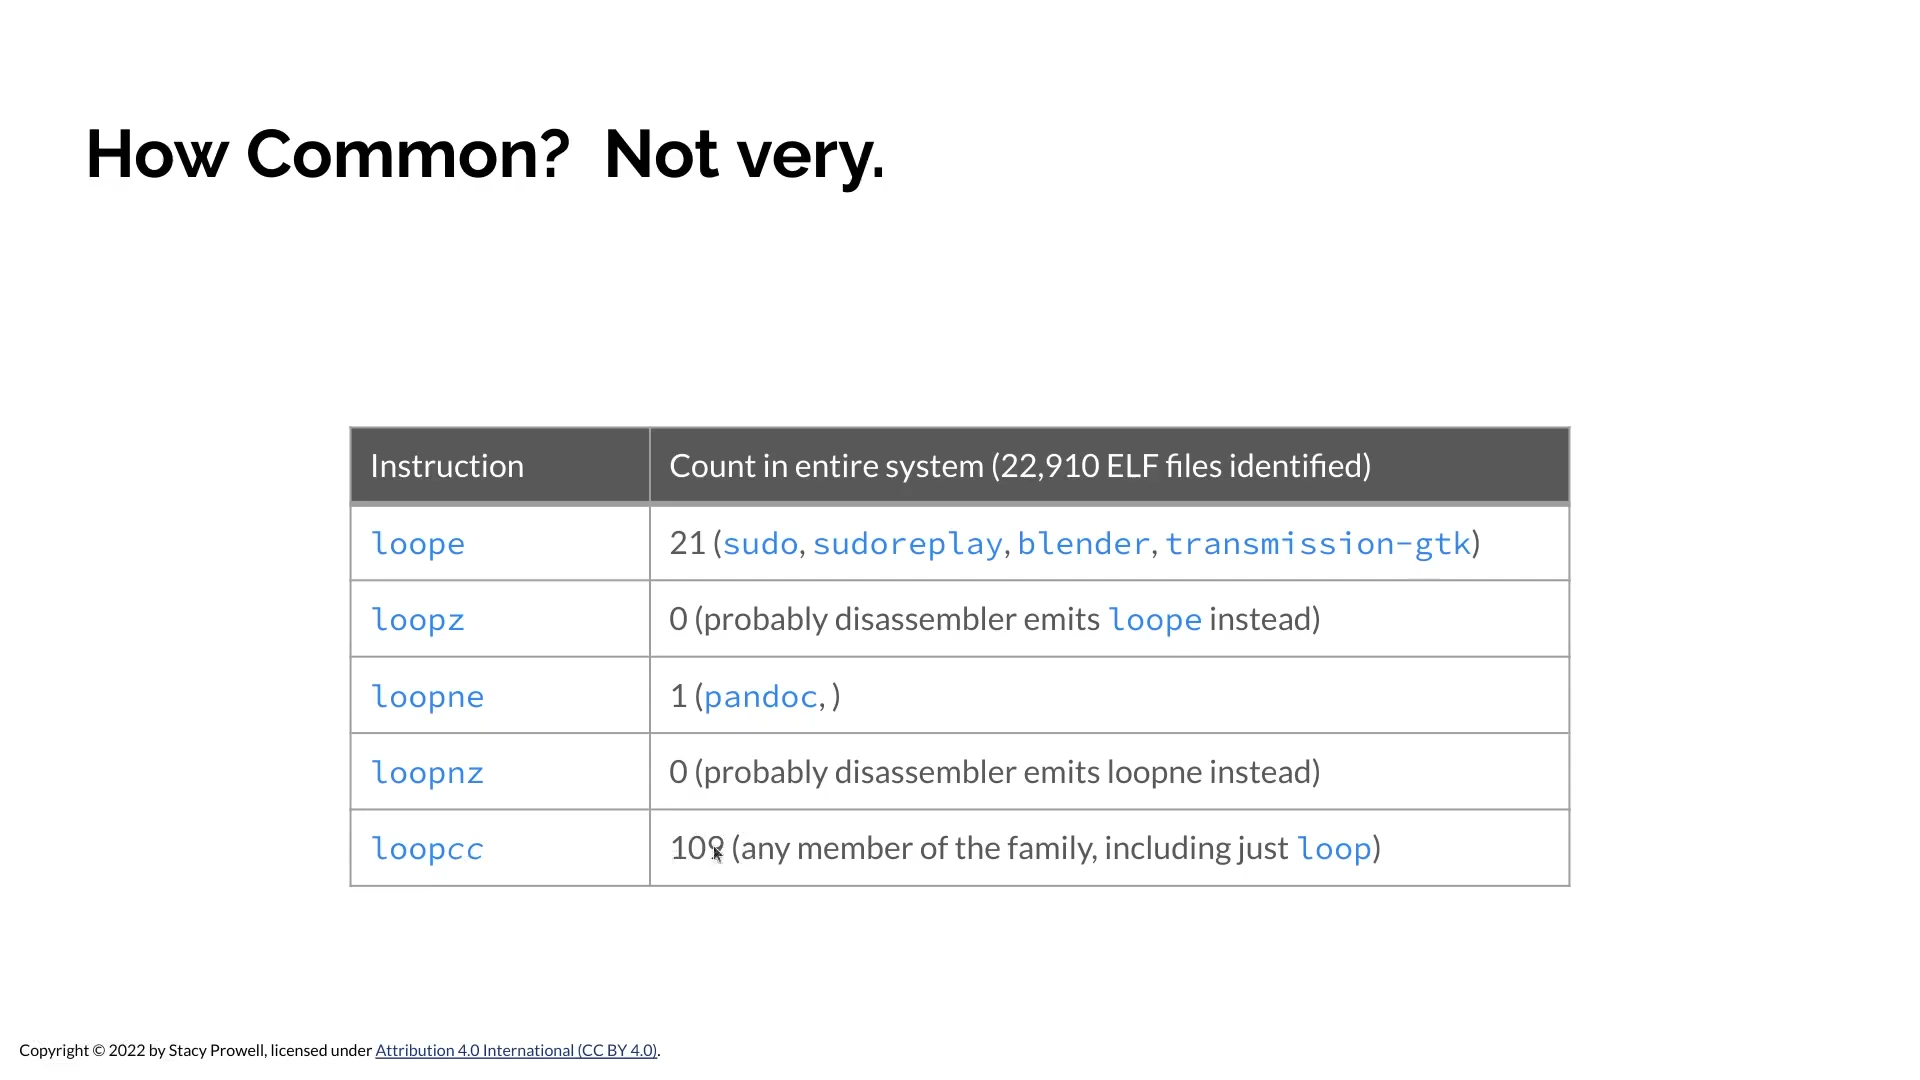 How Common? Not very.
Instruction Count in entire system (22,910 ELF files identified)
loope 21 (sudo, sudoreplay, blender, transmission-gtk)
loopz 0 (probably disassembler emits loope instead)
loopne 1 (pandoc, )
loopnz 0 (probably disassembler emits loopne instead)
loopcc (any member of the family, including just loop)
Copyright © 2022 by Stacy Prowell, licensed under Attribution 4.0 International (CC BY 4.0).